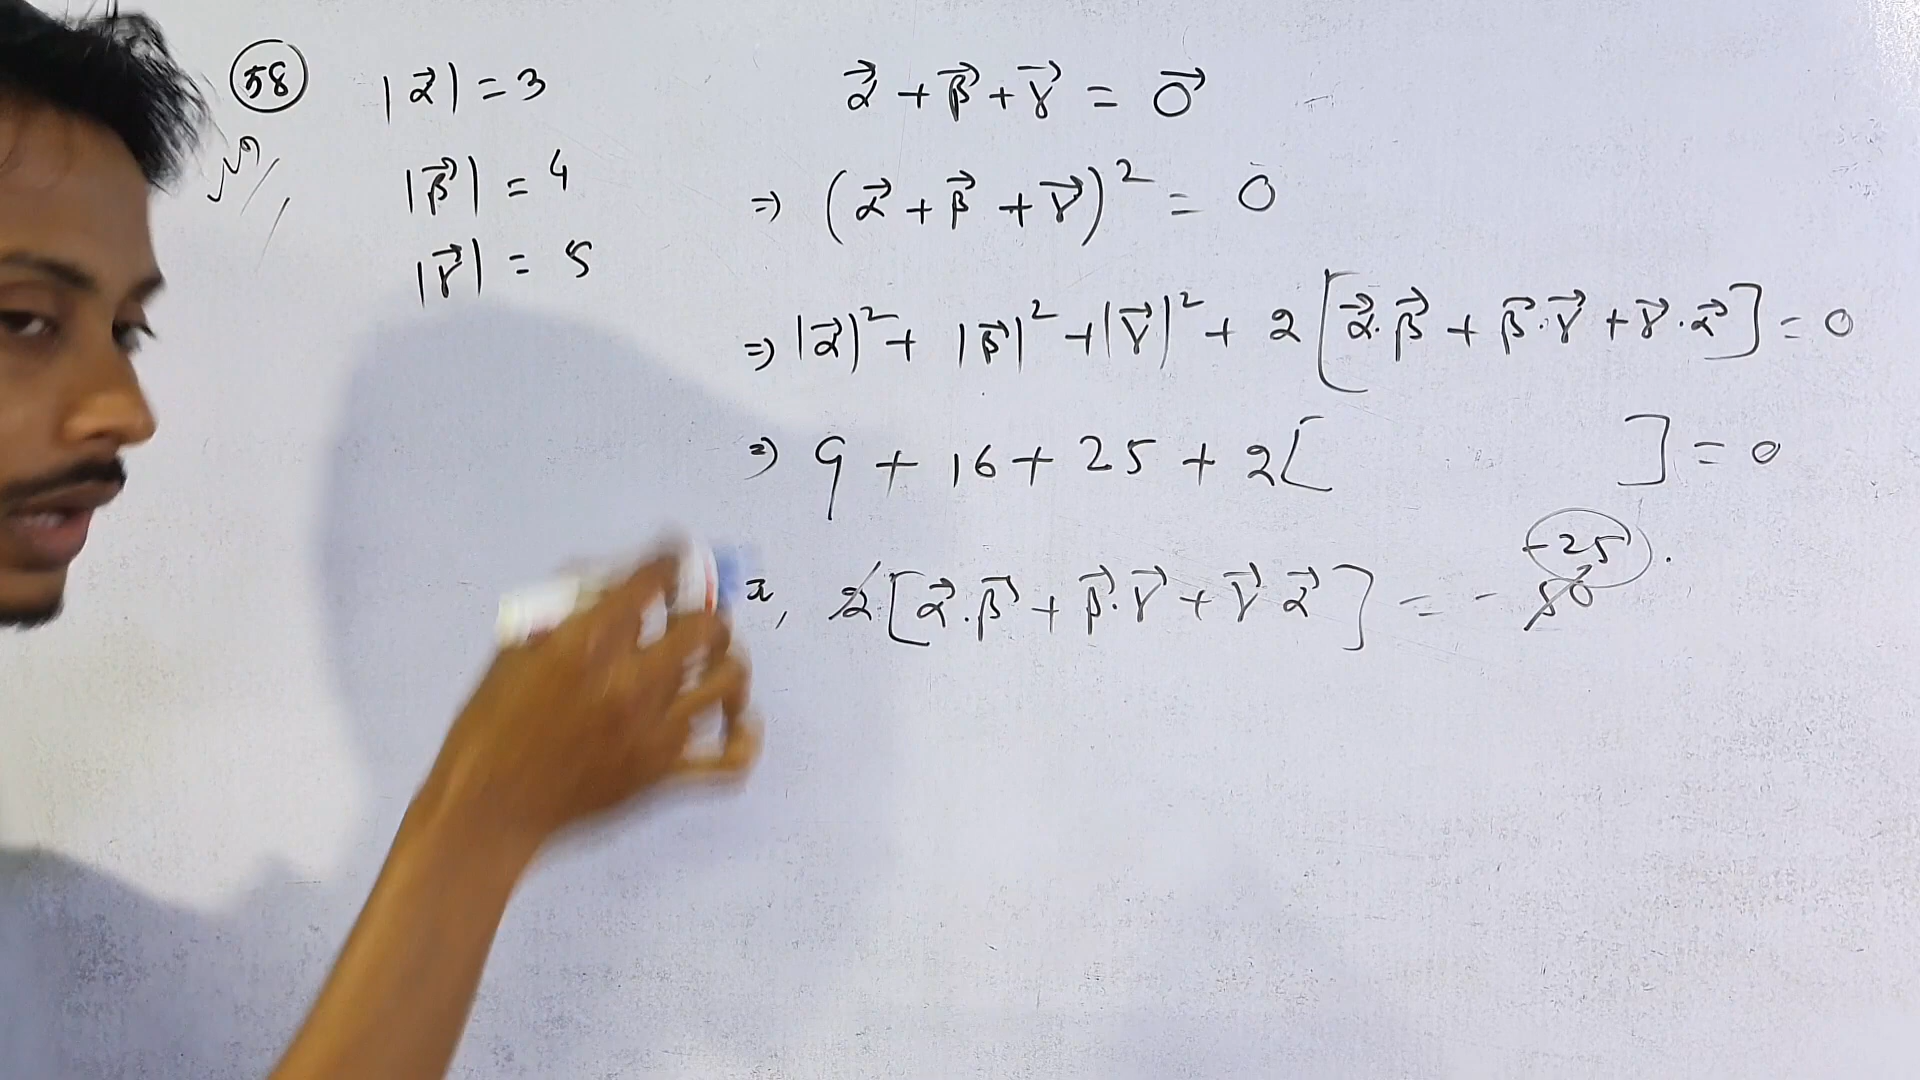 58
|α⃗| = 3
|β⃗| = 4
|γ⃗| = 5
α⃗ + β⃗ + γ⃗ = 0⃗
⇒ (α⃗ + β⃗ + γ⃗)² = 0
⇒ |α⃗|² + |β⃗|² + |γ⃗|² + 2 [α⃗.β⃗ + β⃗.γ⃗ + γ⃗.α⃗] = 0
⇒ 9 + 16 + 25 + 2 [ ] = 0
-25
2 [α⃗.β⃗ + β⃗.γ⃗ + γ⃗ α⃗] = - 50